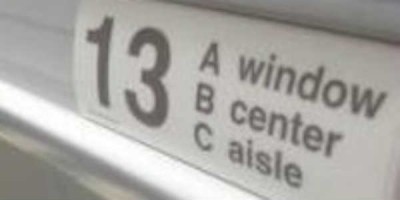 13
A window
B center
C aisle